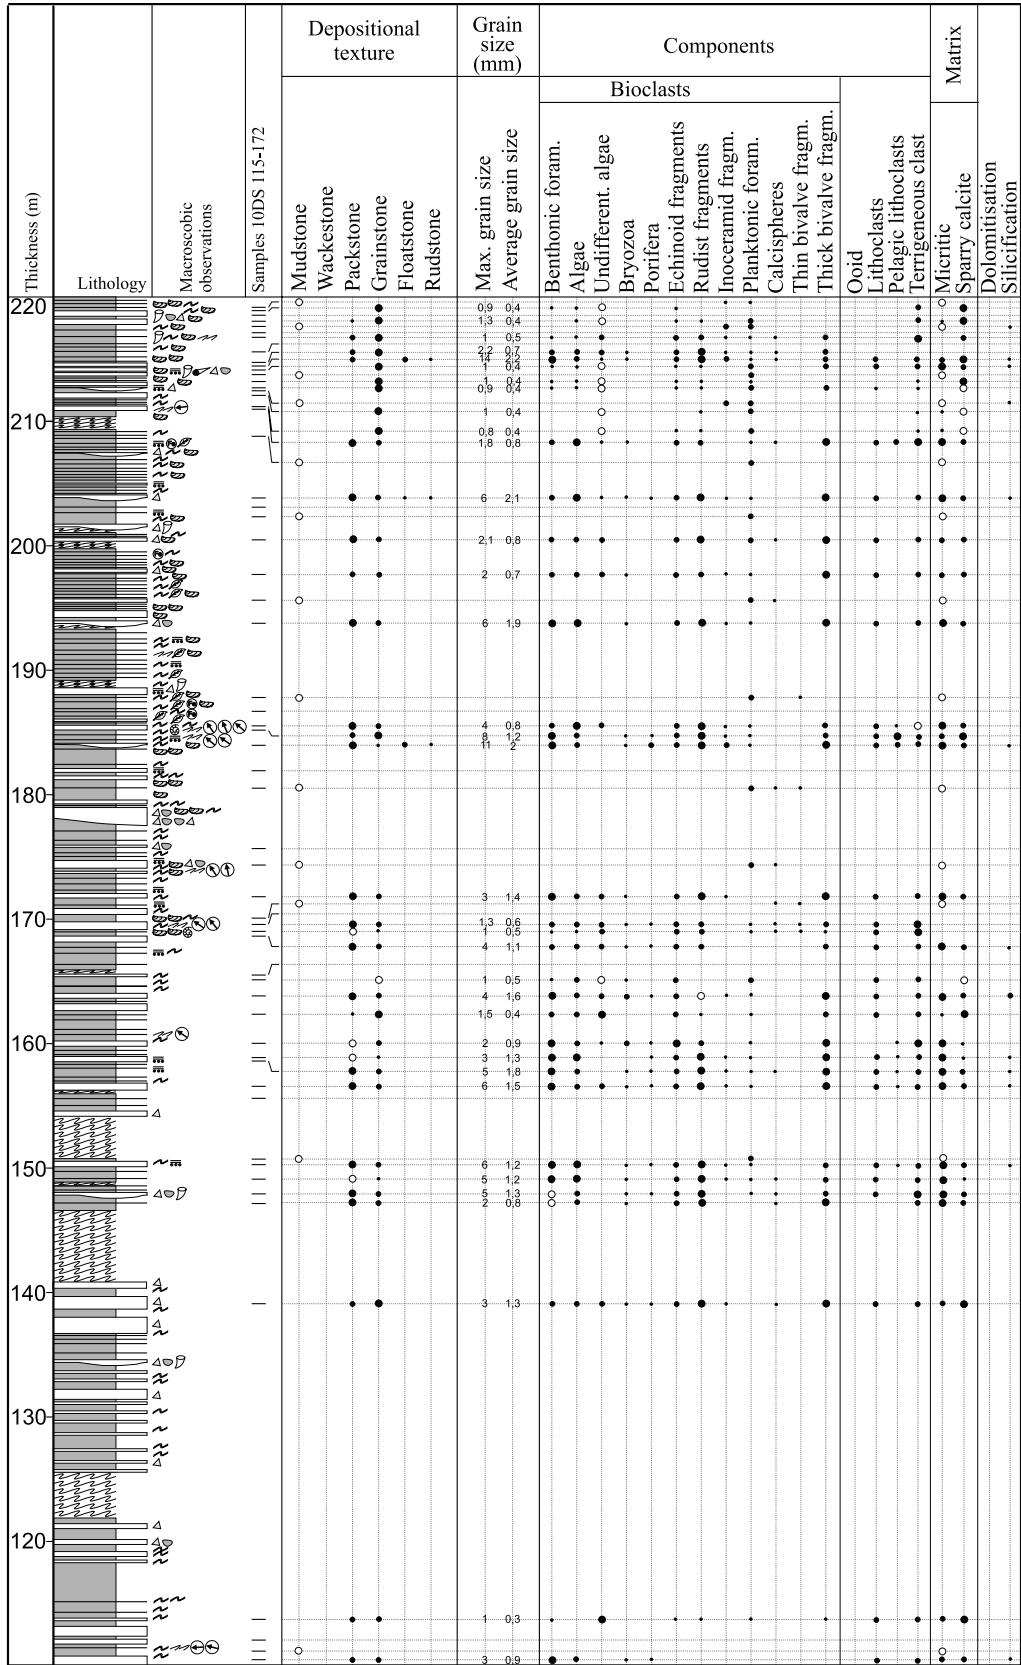 Depositional
texture
Grain
size
(mm)
Components
Matrix
Bioclasts
Thickness (m)
Lithology
Macroscobic
observations
Samples 10DS 115-172
Mudstone
Wackestone
Packstone
Grainstone
Floatstone
Rudstone
Max. grain size
Average grain size
Benthonic foram.
Algae
Undifferent. algae
Bryozoa
Porifera
Echinoid fragments
Rudist fragments
Inoceramid fragm.
Planktonic foram.
Calcispheres
Thin bivalve fragm.
Thick bivalve fragm.
Ooid
Lithoclasts
Pelagic lithoclasts
Terrigeneous clast
Micritic
Sparry calcite
Dolomitisation
Silicification
220
0,9 0,4
1,3 0,4
1 0,5
2,2 0,7
14 2,2
1 0,4
1 0,4
0,9 0,4
210
1 0,4
0,8 0,4
1,8 0,8
6 2,1
200
2,1 0,8
2 0,7
6 1,9
190
4 0,8
8 1,2
11 2
180
3 1,4
170
1,3 0,6
1 0,5
4 1,1
1 0,5
4 1,6
1,5 0,4
160
2 0,9
3 1,3
5 1,8
6 1,5
150
6 1,2
5 1,2
5 1,3
2 0,8
140
3 1,3
130
120
1 0,3
3 0,9